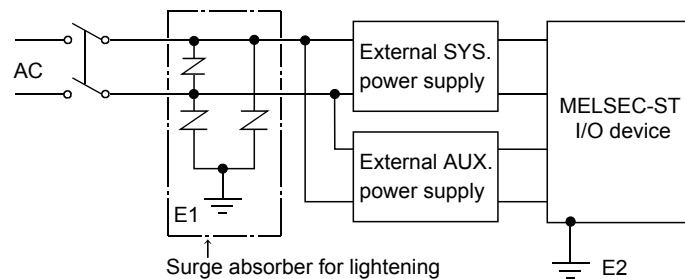 AC
External SYS.
power supply
MELSEC-ST
I/O device
External AUX.
power supply
E1
E2
Surge absorber for lightening